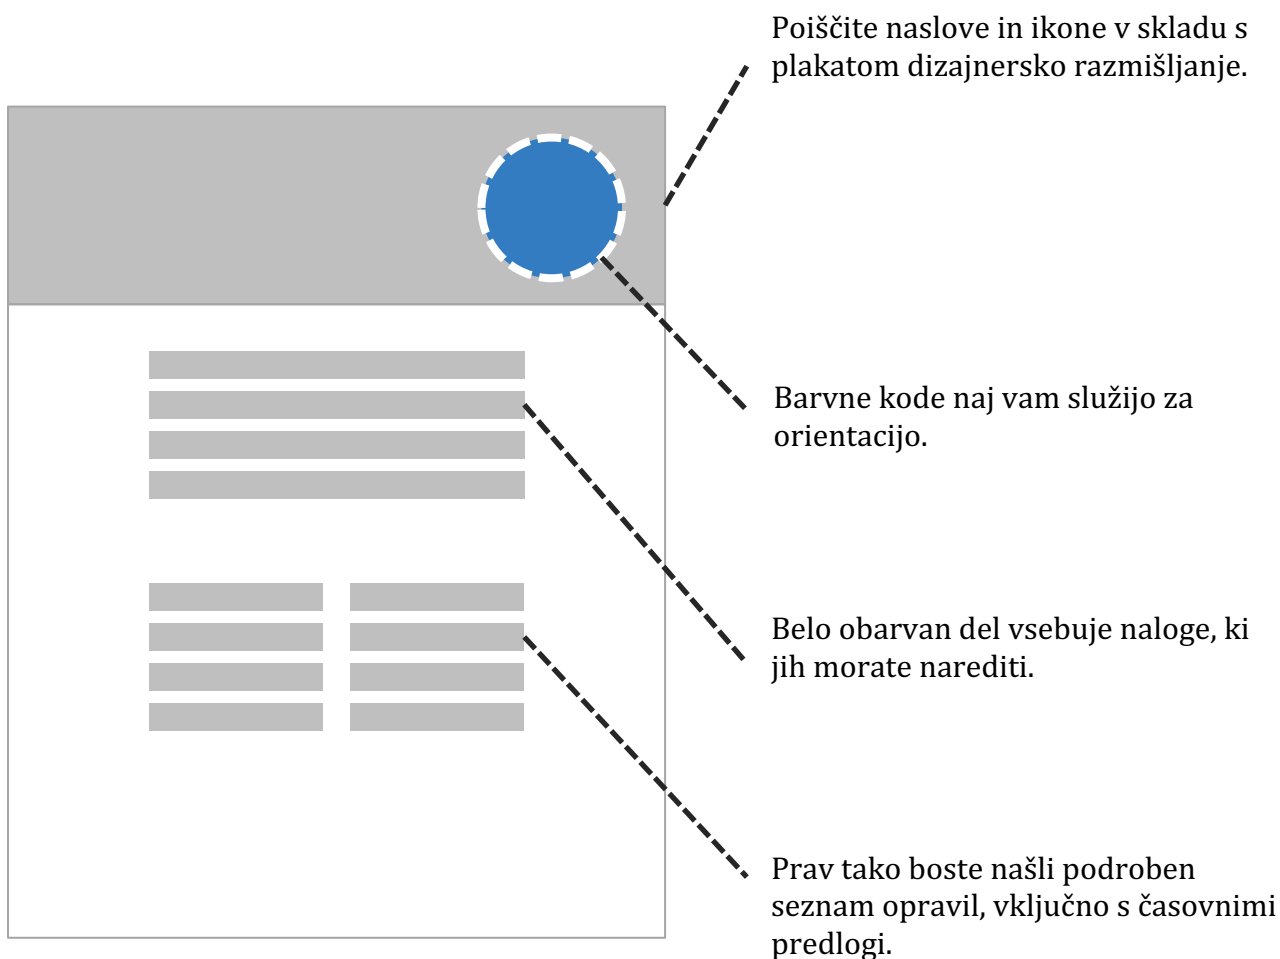 Poiščite naslove in ikone v skladu s
plakatom dizajnersko razmišljanje.
Barvne kode naj vam služijo za
orientacijo.
Belo obarvan del vsebuje naloge, ki
jih morate narediti.
Prav tako boste našli podroben
seznam opravil, vključno s časovnimi
predlogi.